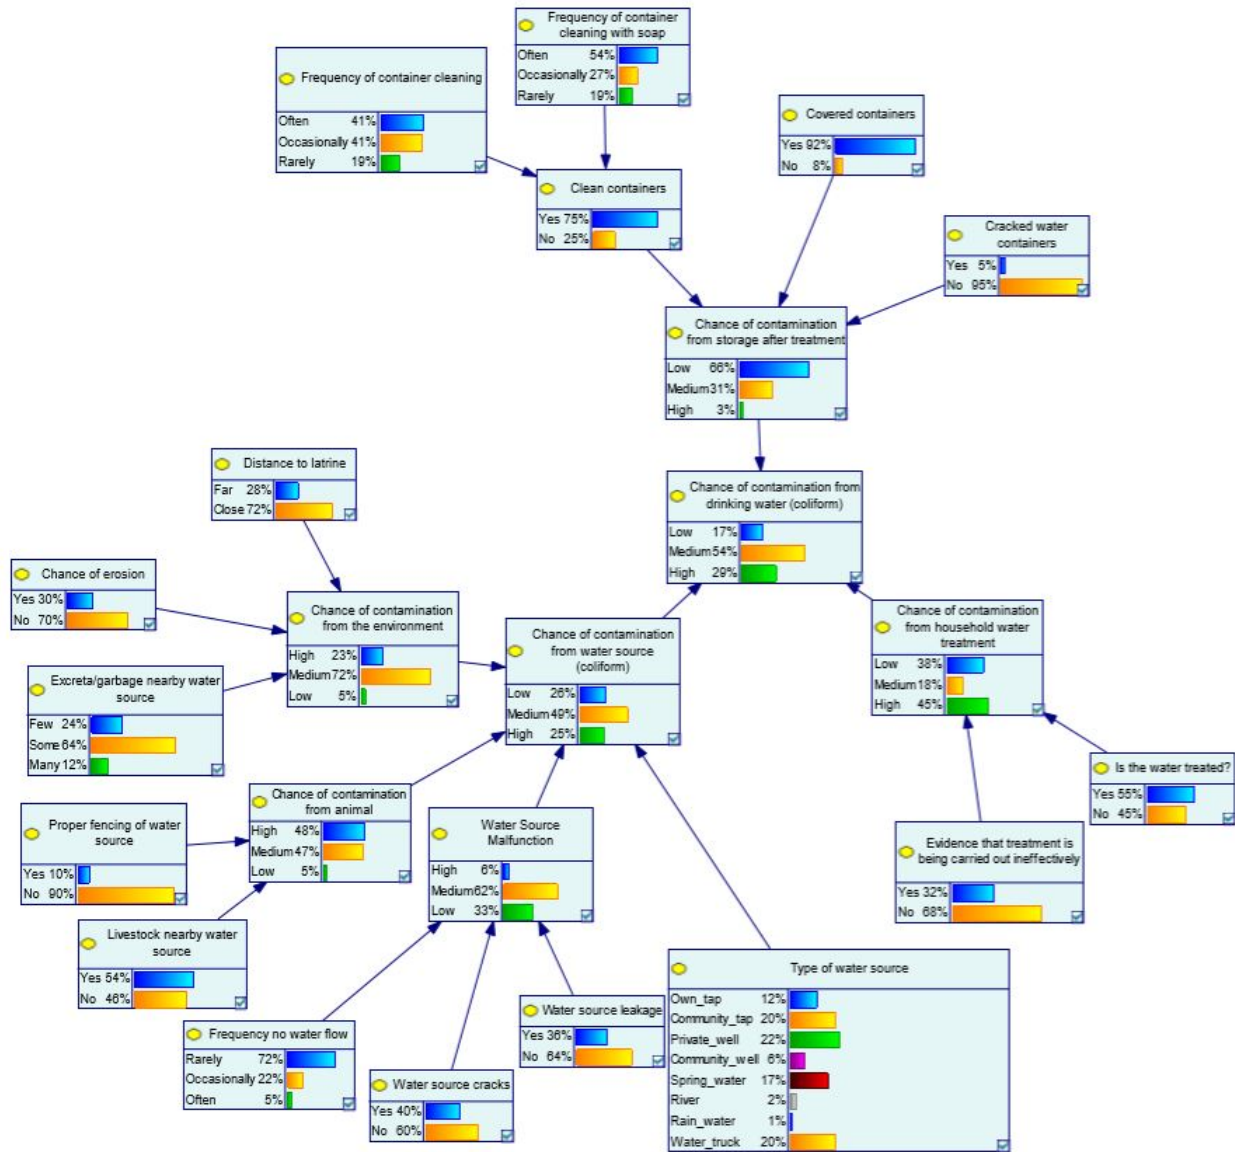 Frequency of container
cleaning with soap
Often 54%
Occasionally 27%
Rarely 19%
Frequency of container cleaning
Often 41%
Occasionally 41%
Rarely 19%
Covered containers
Yes 92%
No 8%
Clean containers
Yes 75%
No 25%
Cracked water
containers
Yes 5%
No 95%
Chance of contamination
from storage after treatment
Low 66%
Medium 31%
High 3%
Distance to latrine
Far 28%
Close 72%
Chance of contamination from
drinking water (coliform)
Low 17%
Medium 54%
High 29%
Chance of erosion
Yes 30%
No 70%
Chance of contamination
from the environment
High 23%
Medium 72%
Low 5%
Chance of contamination
from water source
(coliform)
Low 26%
Medium 49%
High 25%
Chance of contamination
from household water
treatment
Low 38%
Medium 18%
High 45%
Excreta/garbage nearby water
source
Few 24%
Some 64%
Many 12%
Is the water treated?
Yes 55%
No 45%
Chance of contamination
from animal
High 48%
Medium 47%
Low 5%
Proper fencing of water
source
Yes 10%
No 90%
Water Source
Malfunction
High 6%
Medium 62%
Low 33%
Evidence that treatment is
being carried out ineffectively
Yes 32%
No 68%
Livestock nearby water
source
Yes 54%
No 46%
Type of water source
Own_tap 12%
Community_tap 20%
Private_well 22%
Community_well 6%
Spring_water 17%
River 2%
Rain_water 1%
Water_truck 20%
Water source leakage
Yes 36%
No 64%
Frequency no water flow
Rarely 72%
Occasionally 22%
Often 5%
Water source cracks
Yes 40%
No 60%